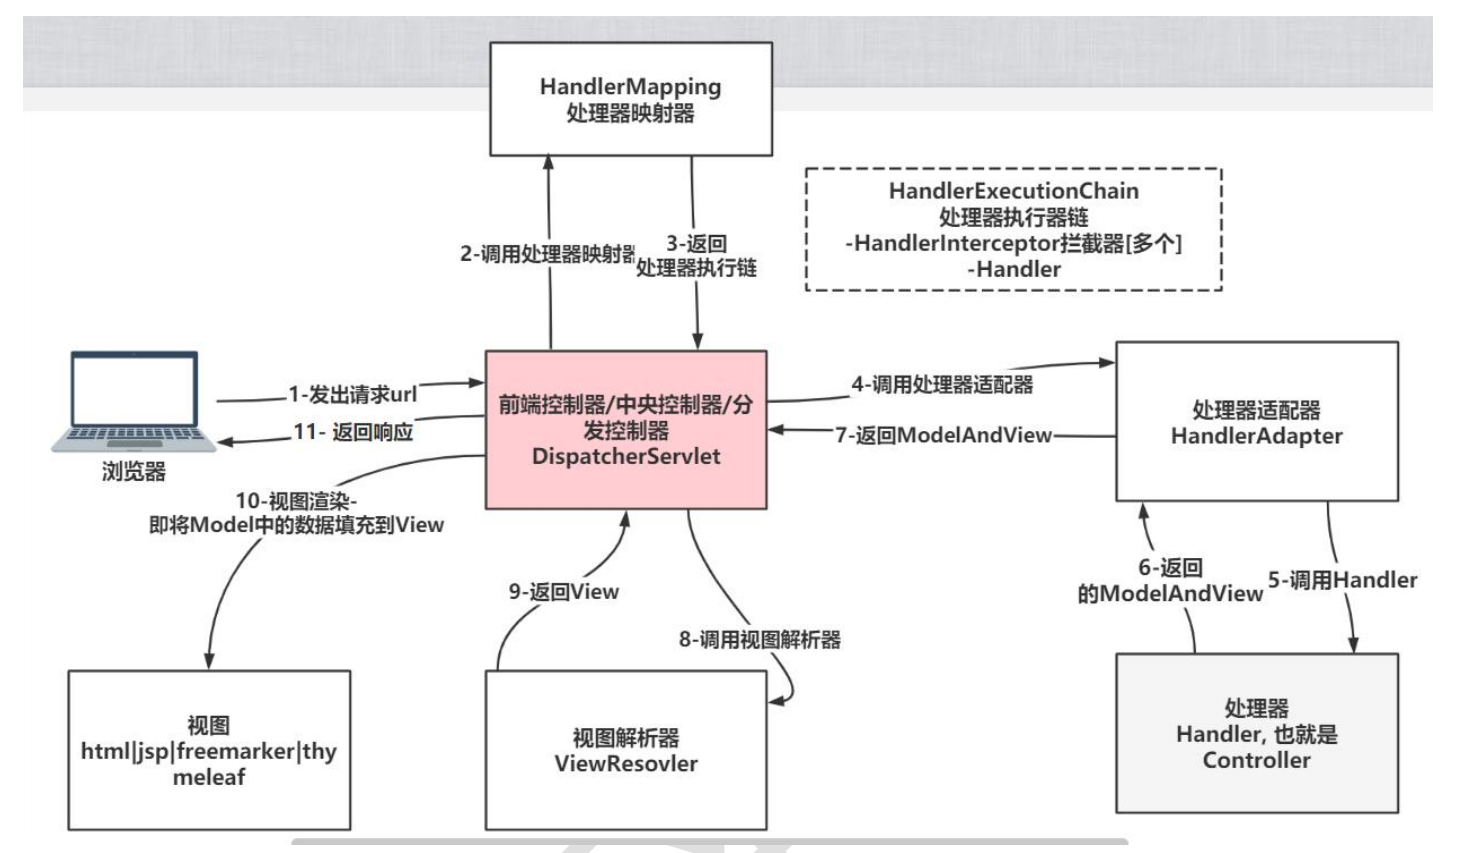 HandlerMapping
处理器映射器
HandlerExecutionChain
处理器执行器链
-HandlerInterceptor拦截器[多个]
-Handler
2-调用处理器映射器
3-返回
处理器执行链
1-发出请求url
11- 返回响应
浏览器
前端控制器/中央控制器/分
发控制器
DispatcherServlet
4-调用处理器适配器
7-返回ModelAndView
处理器适配器
HandlerAdapter
10-视图渲染-
即将Model中的数据填充到View
9-返回View
8-调用视图解析器
6-返回
的ModelAndView
5-调用Handler
视图
html|jsp|freemarker|thy
meleaf
视图解析器
ViewResovler
处理器
Handler, 也就是
Controller